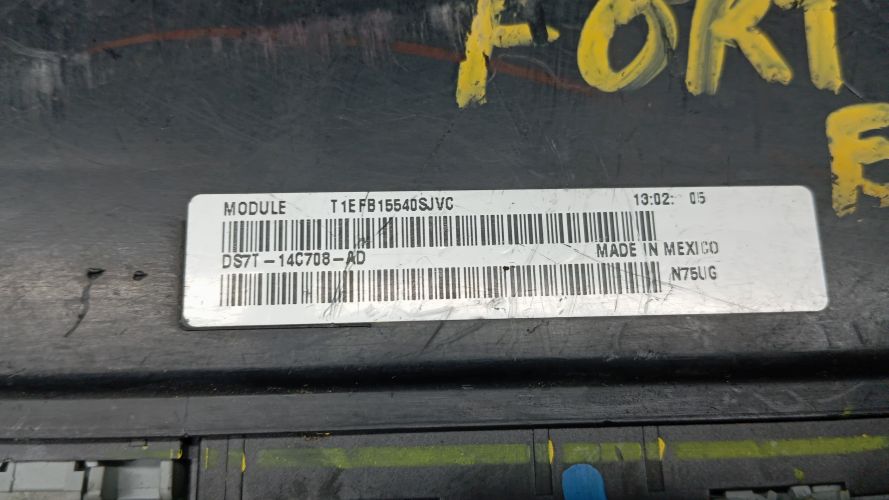 FORT
E
MODULE T1EFB15540SJVC 13:02: 05
DS7T-14C708-AD MADE IN MEXICO
N75UG